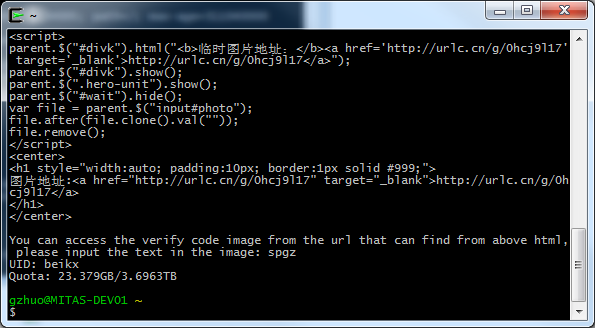 ~
<script>
parent.$("#divk").html("<b>临时图片地址：</b><a href='http://urlc.cn/g/0hcj9l17'
 target='_blank'>http://urlc.cn/g/0hcj9l17</a>");
parent.$("#divk").show();
parent.$(".hero-unit").show();
parent.$("#wait").hide();
var file = parent.$("input#photo");
file.after(file.clone().val(""));
file.remove();
</script>
<center>
<h1 style="width:auto; padding:10px; border:1px solid #999;">
图片地址:<a href="http://urlc.cn/g/0hcj9l17" target="_blank">http://urlc.cn/g/0h
cj9l17</a>
</h1>
</center>
You can access the verify code image from the url that can find from above html,
 please input the text in the image: spgz
UID: beikx
Quota: 23.379GB/3.6963TB
gzhuo@MITAS-DEV01 ~
$